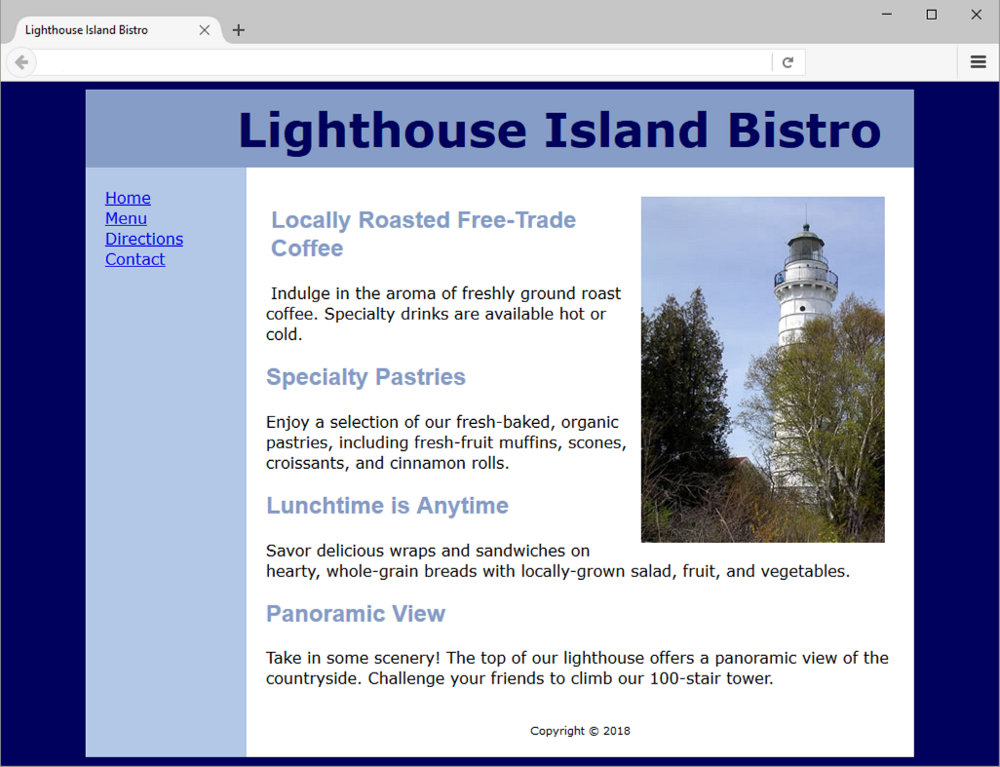 Lighthouse Island Bistro
Lighthouse Island Bistro
Home
Menu
Directions
Contact
Locally Roasted Free-Trade
Coffee
Indulge in the aroma of freshly ground roast
coffee. Specialty drinks are available hot or
cold.
Specialty Pastries
Enjoy a selection of our fresh-baked, organic
pastries, including fresh-fruit muffins, scones,
croissants, and cinnamon rolls.
Lunchtime is Anytime
Savor delicious wraps and sandwiches on
hearty, whole-grain breads with locally-grown salad, fruit, and vegetables.
Panoramic View
Take in some scenery! The top of our lighthouse offers a panoramic view of the
countryside. Challenge your friends to climb our 100-stair tower.
Copyright © 2018